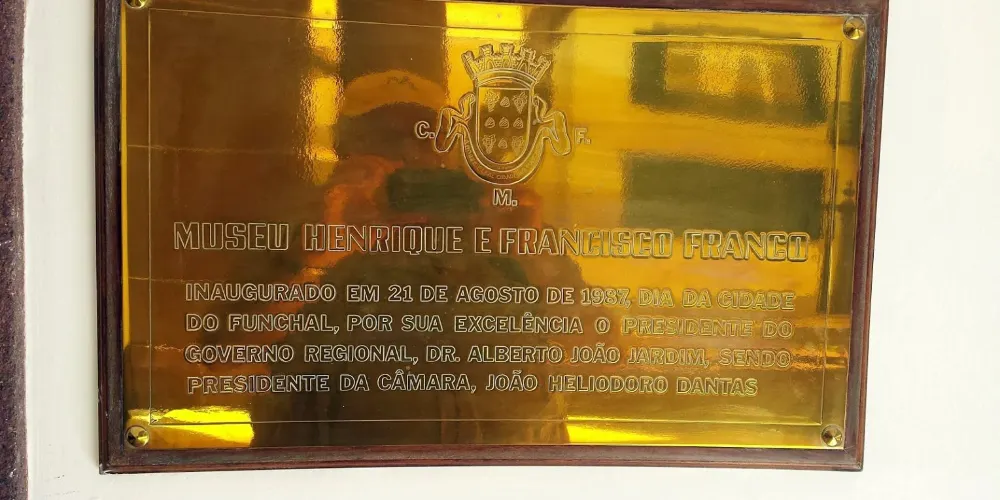 C. F.
M.
MUSEU HENRIQUE E FRANCISCO FRANCO
INAUGURADO EM 21 DE AGOSTO DE 1987, DIA DA CIDADE
DO FUNCHAL, POR SUA EXCELÊNCIA O PRESIDENTE DO
GOVERNO REGIONAL, DR. ALBERTO JOÃO JARDIM, SENDO
PRESIDENTE DA CÂMARA, JOÃO HELIODORO DANTAS